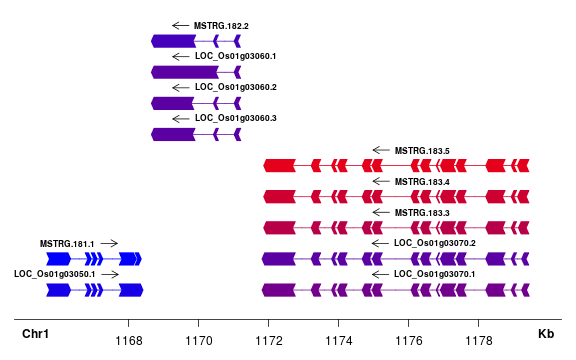 MSTRG.182.2
LOC_Os01g03060.1
LOC_Os01g03060.2
LOC_Os01g03060.3
MSTRG.183.5
MSTRG.183.4
MSTRG.183.3
MSTRG.181.1 LOC_Os01g03070.2
LOC_Os01g03050.1 LOC_Os01g03070.1
Chr1 Kb
1168 1170 1172 1174 1176 1178